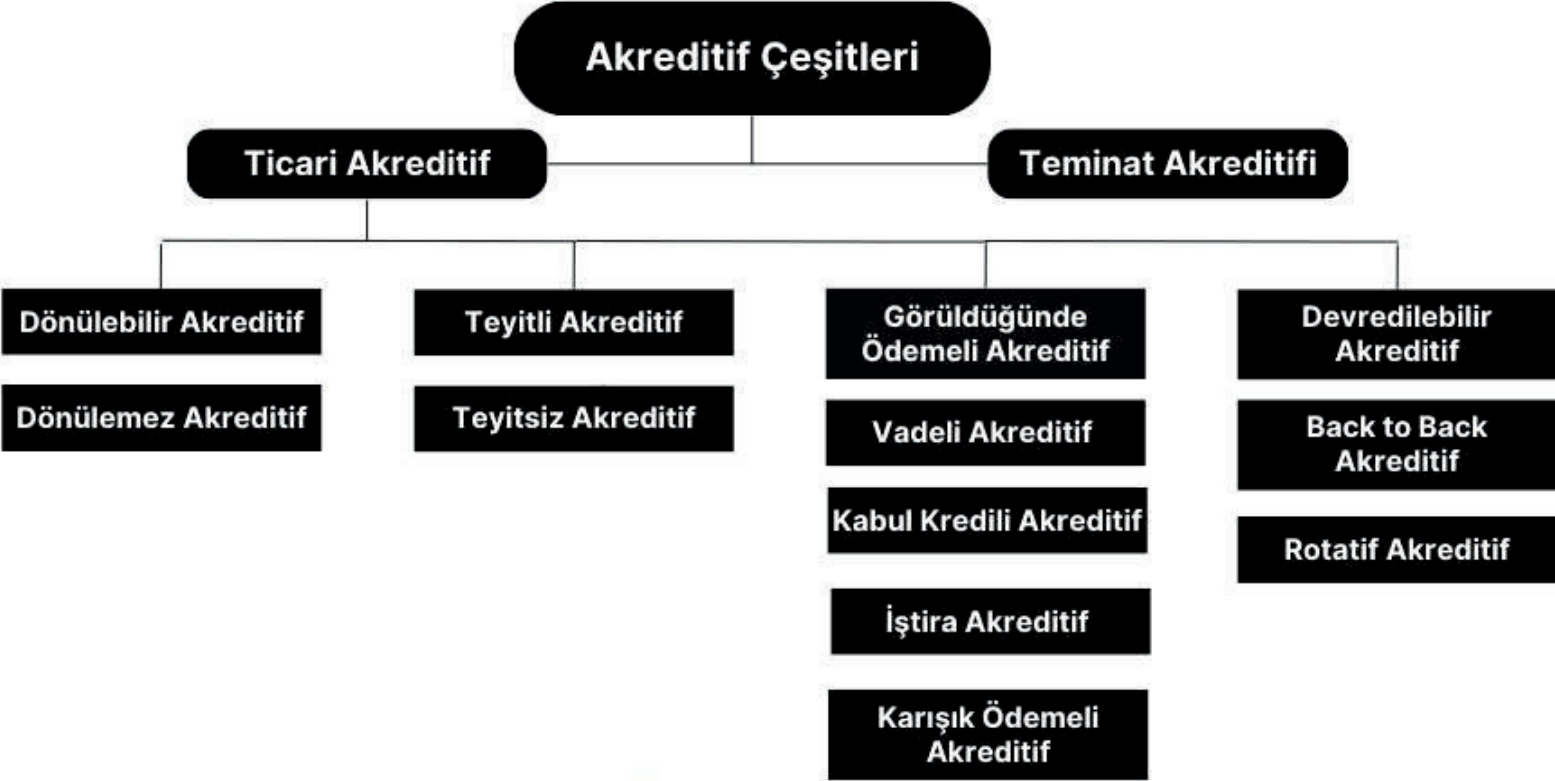 Akreditif Çeşitleri
Ticari Akreditif
Teminat Akreditifi
Dönülebilir Akreditif
Dönülemez Akreditif
Teyitli Akreditif
Teyitsiz Akreditif
Görüldüğünde
Ödemeli Akreditif
Vadeli Akreditif
Kabul Kredili Akreditif
İştira Akreditif
Karışık Ödemeli
Akreditif
Devredilebilir
Akreditif
Back to Back
Akreditif
Rotatif Akreditif